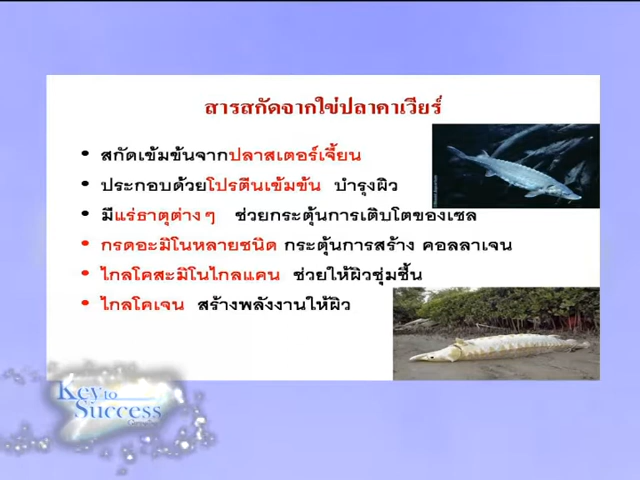 สารสกัดจากไข่ปลาคาเวียร์
• สกัดเข้มข้นจากปลาสเตอร์เจี้ยน
• ประกอบด้วยโปรตีนเข้มข้น บำรุงผิว
• มีแร่ธาตุต่างๆ ช่วยกระตุ้นการเติบโตของเซล
• กรดอะมิโนหลายชนิด กระตุ้นการสร้าง คอลลาเจน
• ไกลโคสะมิโนไกลแคน ช่วยให้ผิวชุ่มชื้น
• ไกลโคเจน สร้างพลังงานให้ผิว
Key to
Success